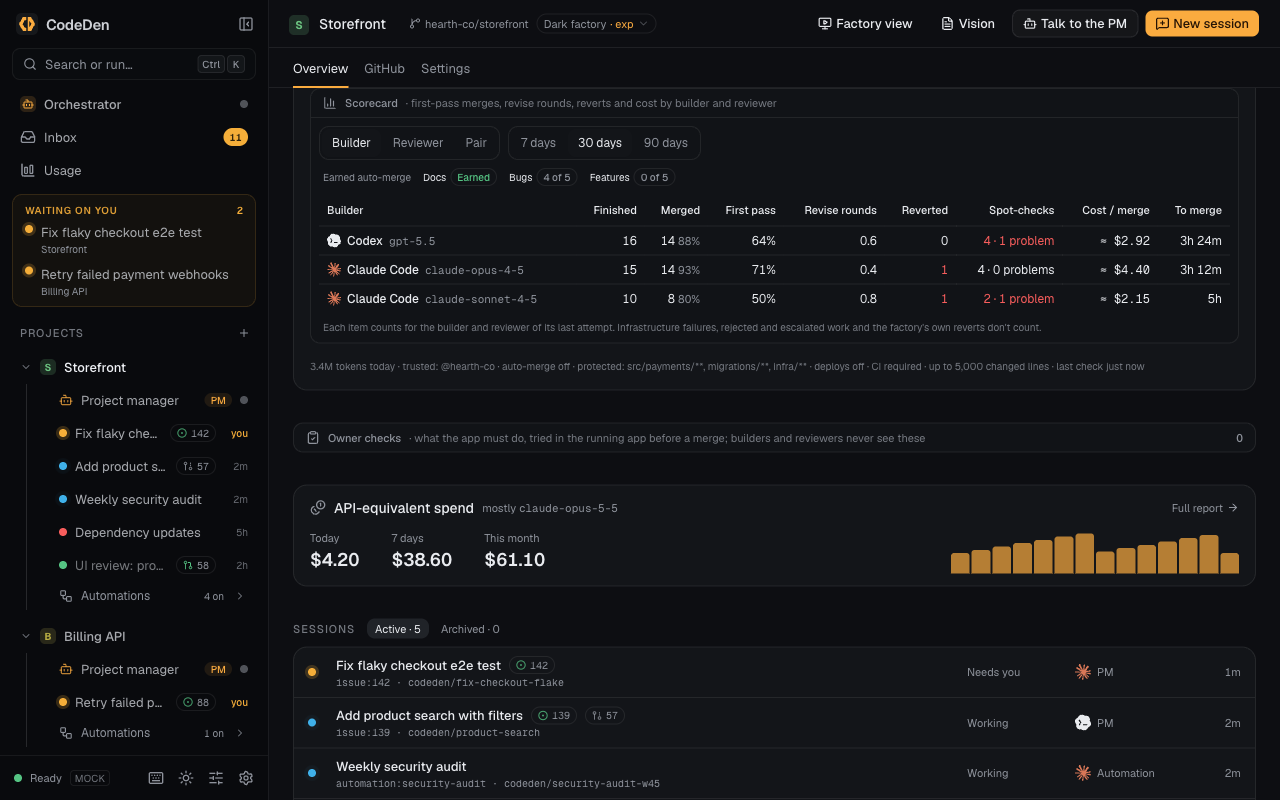 CodeDen
Search or run… Ctrl K
Orchestrator
Inbox 11
Usage
WAITING ON YOU 2
Fix flaky checkout e2e test
Storefront
Retry failed payment webhooks
Billing API
PROJECTS
S Storefront
Project manager PM
Fix flaky che… 142 you
Add product s… 57 2m
Weekly security audit 2m
Dependency updates 5h
UI review: pro… 58 2h
Automations 4 on
B Billing API
Project manager PM
Retry failed p… 88 you
Automations 1 on
Ready MOCK
S Storefront hearth-co/storefront Dark factory · exp Factory view Vision Talk to the PM New session
Overview GitHub Settings
Scorecard · first-pass merges, revise rounds, reverts and cost by builder and reviewer
Builder Reviewer Pair 7 days 30 days 90 days
Earned auto-merge Docs Earned Bugs 4 of 5 Features 0 of 5
Builder Finished Merged First pass Revise rounds Reverted Spot-checks Cost / merge To merge
Codex gpt-5.5 16 14 88% 64% 0.6 0 4 · 1 problem ≈ $2.92 3h 24m
Claude Code claude-opus-4-5 15 14 93% 71% 0.4 1 4 · 0 problems ≈ $4.40 3h 12m
Claude Code claude-sonnet-4-5 10 8 80% 50% 0.8 1 2 · 1 problem ≈ $2.15 5h
Each item counts for the builder and reviewer of its last attempt. Infrastructure failures, rejected and escalated work and the factory's own reverts don't count.
3.4M tokens today · trusted: @hearth-co · auto-merge off · protected: src/payments/**, migrations/**, infra/** · deploys off · CI required · up to 5,000 changed lines · last check just now
Owner checks · what the app must do, tried in the running app before a merge; builders and reviewers never see these 0
API-equivalent spend mostly claude-opus-5-5 Full report
Today 7 days This month
$4.20 $38.60 $61.10
SESSIONS Active · 5 Archived · 0
Fix flaky checkout e2e test 142
issue:142 · codeden/fix-checkout-flake Needs you PM 1m
Add product search with filters 139 57
issue:139 · codeden/product-search Working PM 2m
Weekly security audit
automation:security-audit · codeden/security-audit-w45 Working Automation 2m